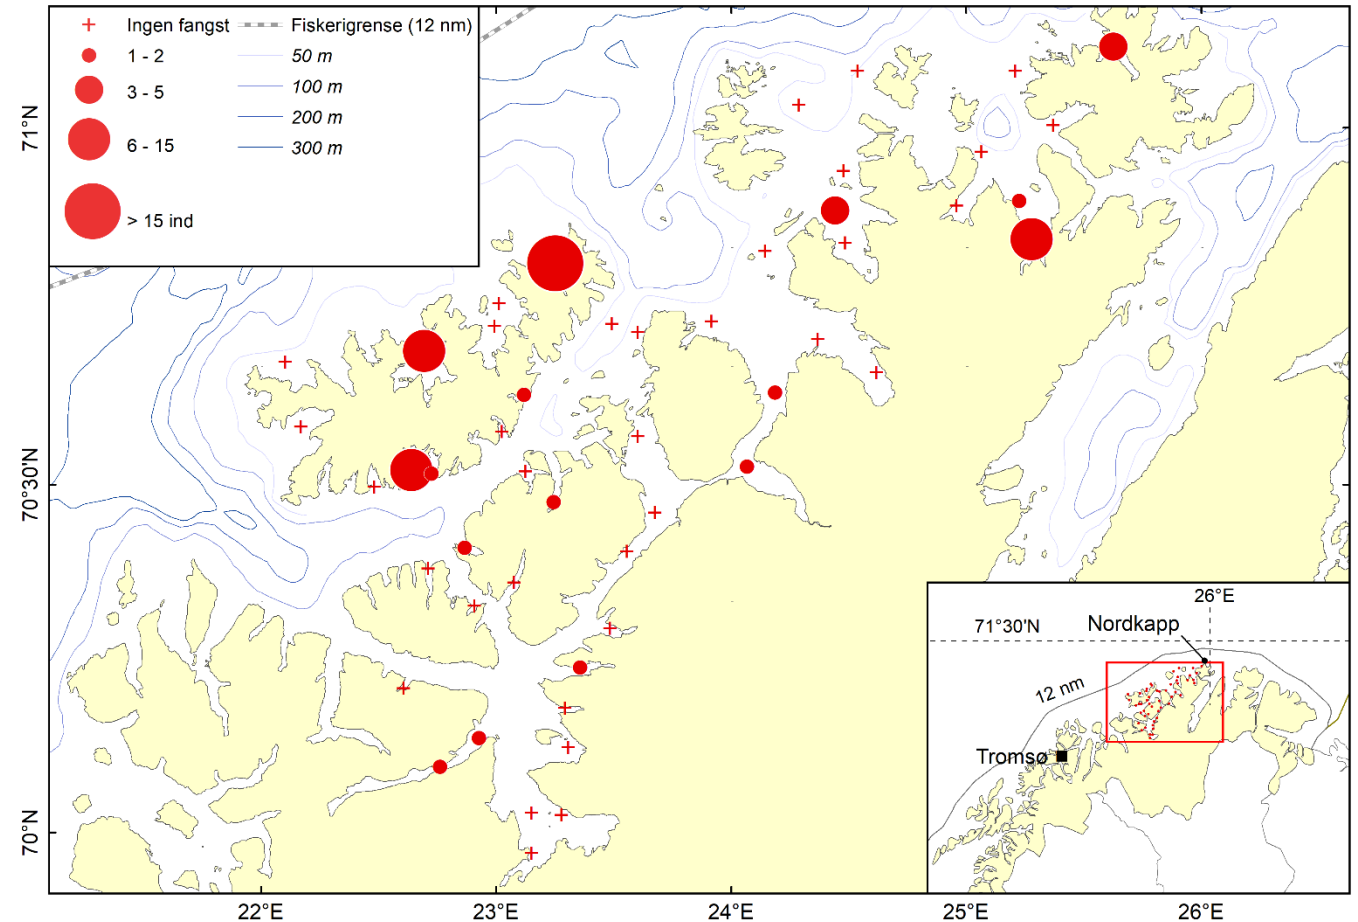 Ingen fangst
1 - 2
3 - 5
6 - 15
> 15 ind
Fiskerigrense (12 nm)
50 m
100 m
200 m
300 m
71°N
70°30'N
70°N
22°E
23°E
24°E
25°E
26°E
26°E
71°30'N
Nordkapp
12 nm
Tromsø